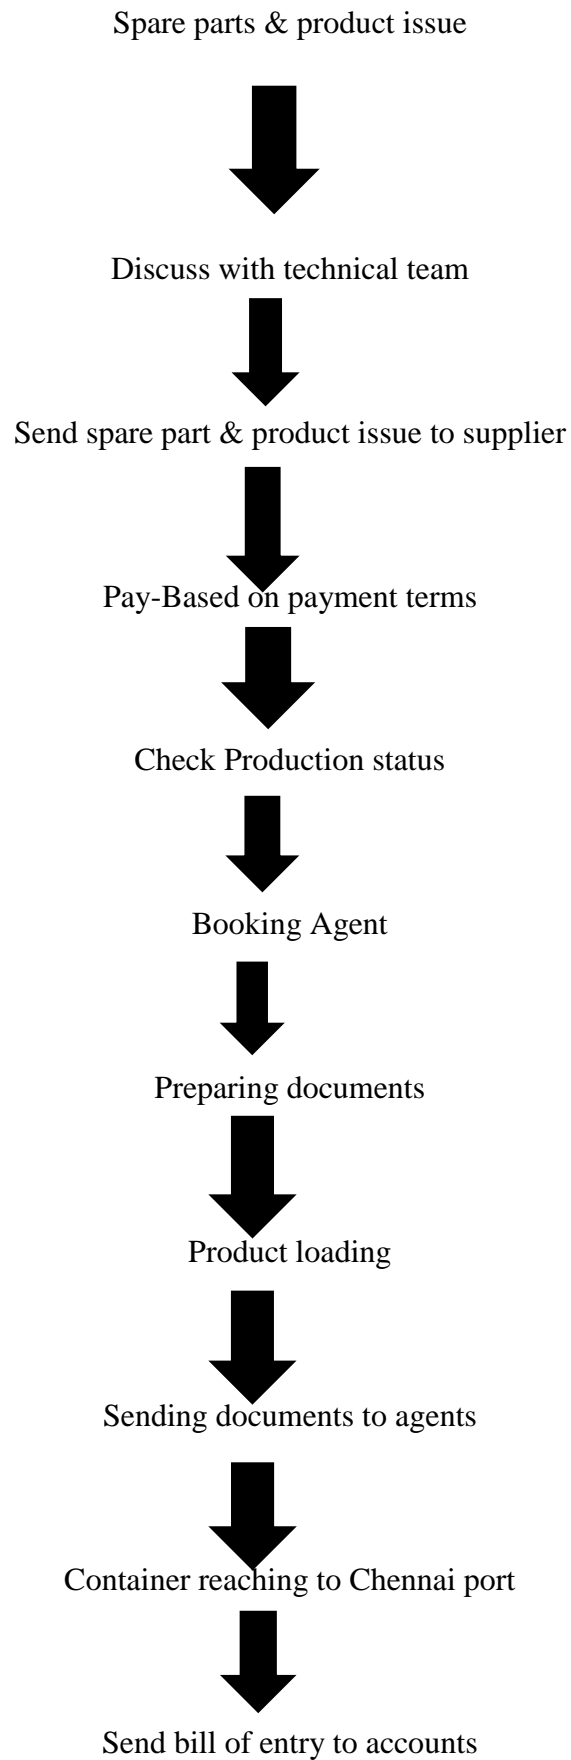 Spare parts & product issue
Discuss with technical team
Send spare part & product issue to supplier
Pay-Based on payment terms
Check Production status
Booking Agent
Preparing documents
Product loading
Sending documents to agents
Container reaching to Chennai port
Send bill of entry to accounts